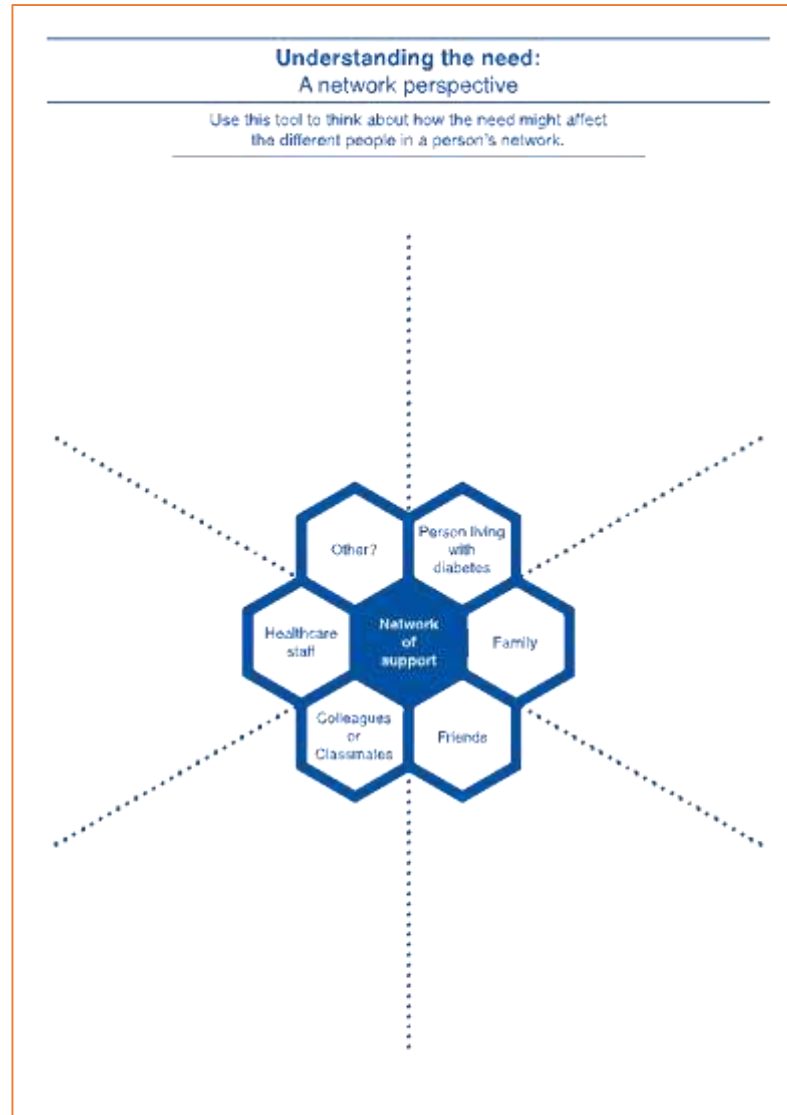 Understanding the need:
A network perspective
Use this tool to think about how the need might affect
the different people in a person's network.
Other?
Person living
with
diabetes
Healthcare
staff
Network
of
support
Family
Colleagues
or
Classmates
Friends